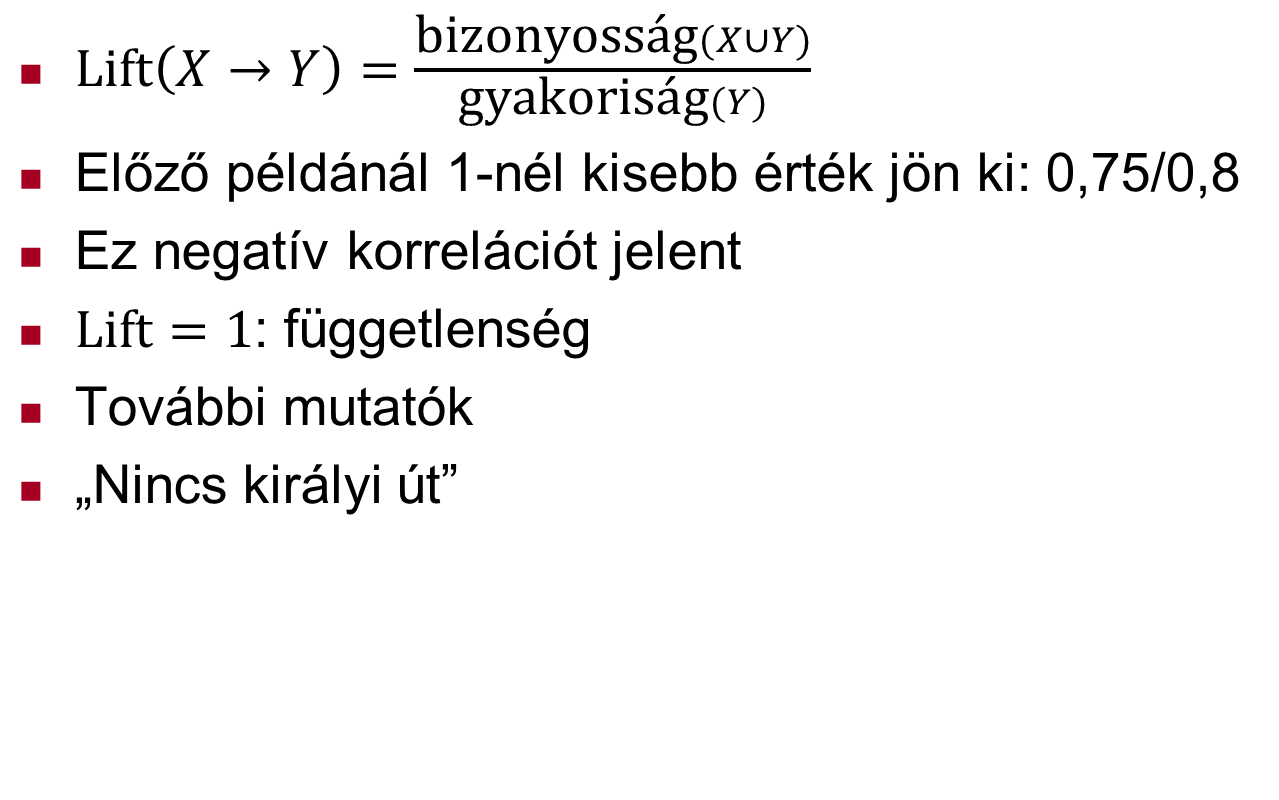 ▪ Lift(X → Y) = bizonyosság(X∪Y) / gyakoriság(Y)
▪ Előző példánál 1-nél kisebb érték jön ki: 0,75/0,8
▪ Ez negatív korrelációt jelent
▪ Lift = 1: függetlenség
▪ További mutatók
▪ „Nincs királyi út”